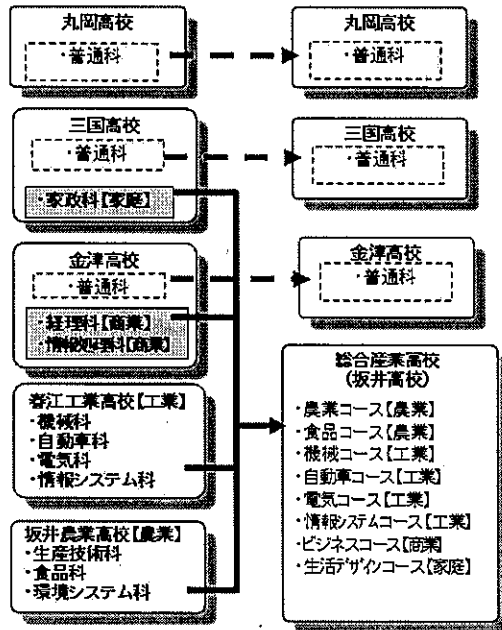 丸岡高校
・普通科
三国高校
・普通科
・家政科【家庭】
金津高校
・普通科
・経理科【商業】
・情報処理科【商業】
春江工業高校【工業】
・機械科
・自動車科
・電気科
・情報システム科
坂井農業高校【農業】
・生産技術科
・食品科
・環境システム科
丸岡高校
・普通科
三国高校
・普通科
金津高校
・普通科
総合産業高校
(坂井高校)
・農業コース【農業】
・食品コース【農業】
・機械コース【工業】
・自動車コース【工業】
・電気コース【工業】
・情報システムコース【工業】
・ビジネスコース【商業】
・生活デザインコース【家庭】